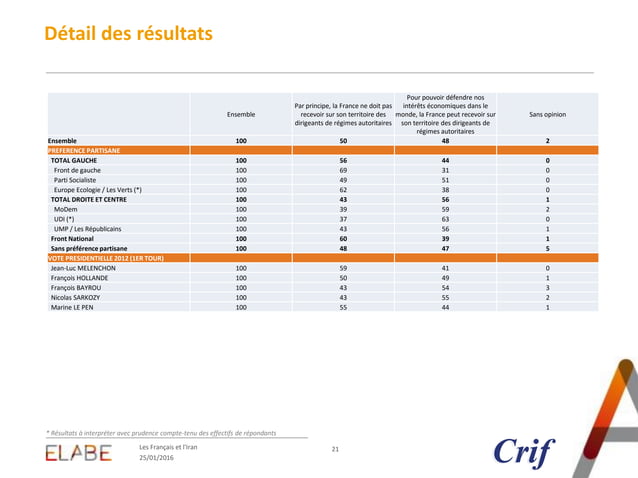 Détail des résultats
Ensemble
Par principe, la France ne doit pas
recevoir sur son territoire des
dirigeants de régimes autoritaires
Pour pouvoir défendre nos
intérêts économiques dans le
monde, la France peut recevoir sur
son territoire des dirigeants de
régimes autoritaires
Sans opinion
Ensemble 100 50 48 2
PREFERENCE PARTISANE
TOTAL GAUCHE 100 56 44 0
Front de gauche 100 69 31 0
Parti Socialiste 100 49 51 0
Europe Ecologie / Les Verts (*) 100 62 38 0
TOTAL DROITE ET CENTRE 100 43 56 1
MoDem 100 39 59 2
UDI (*) 100 37 63 0
UMP / Les Républicains 100 43 56 1
Front National 100 60 39 1
Sans préférence partisane 100 48 47 5
VOTE PRESIDENTIELLE 2012 (1ER TOUR)
Jean-Luc MELENCHON 100 59 41 0
François HOLLANDE 100 50 49 1
François BAYROU 100 43 54 3
Nicolas SARKOZY 100 43 55 2
Marine LE PEN 100 55 44 1
* Résultats à interpréter avec prudence compte-tenu des effectifs de répondants
ELABE
Les Français et l'Iran
25/01/2016
21
Crif